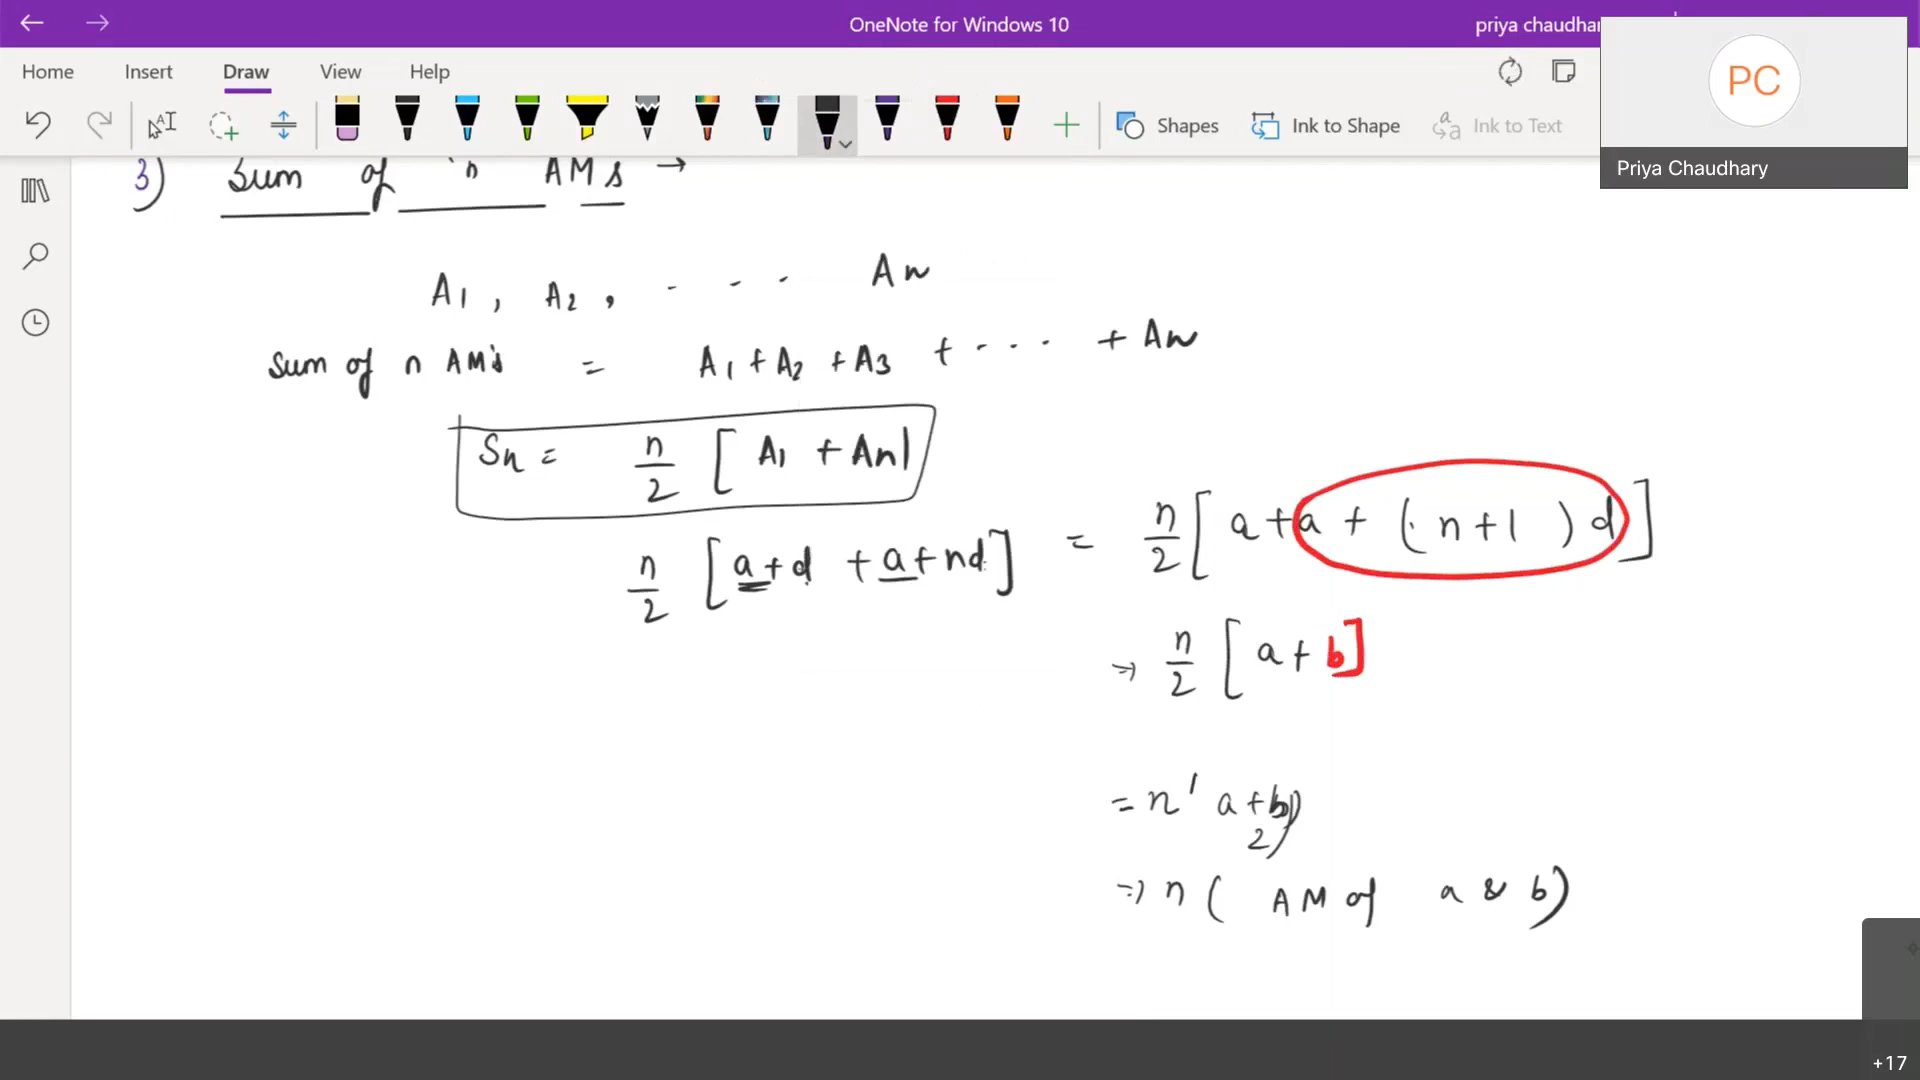 OneNote for Windows 10
priya chaudhar
PC
Priya Chaudhary
Home Insert Draw View Help
Shapes Ink to Shape Ink to Text
3) Sum of 'n AMs →
A1, A2, - - - An
Sum of n AM's = A1 + A2 + A3 + - - - + An
Sn = n/2 [A1 + An]
n/2 [a+d + a+nd] = n/2 [a+a + (n+1)d]
⇒ n/2 [a+b]
= n(a+b/2)
⇒ n (AM of a & b)
+17